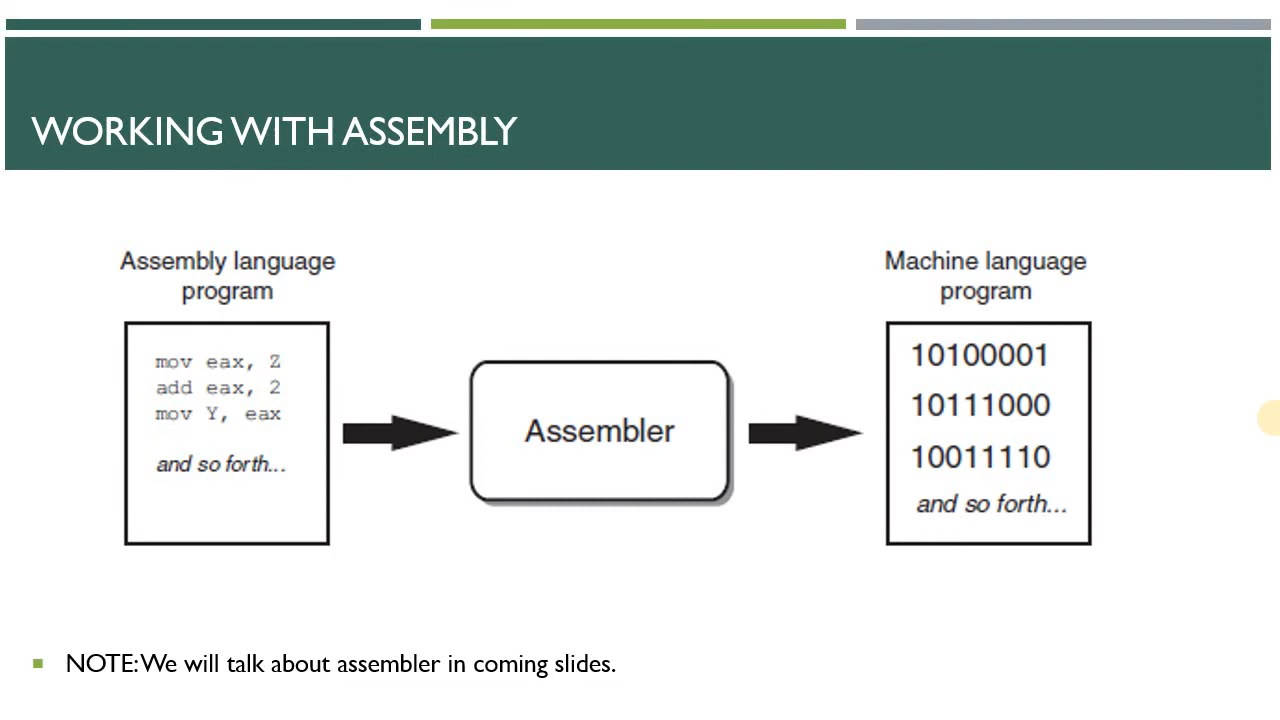 WORKING WITH ASSEMBLY
Assembly language
program
mov eax, Z
add eax, 2
mov Y, eax
and so forth...
Assembler
Machine language
program
10100001
10111000
10011110
and so forth...
NOTE: We will talk about assembler in coming slides.